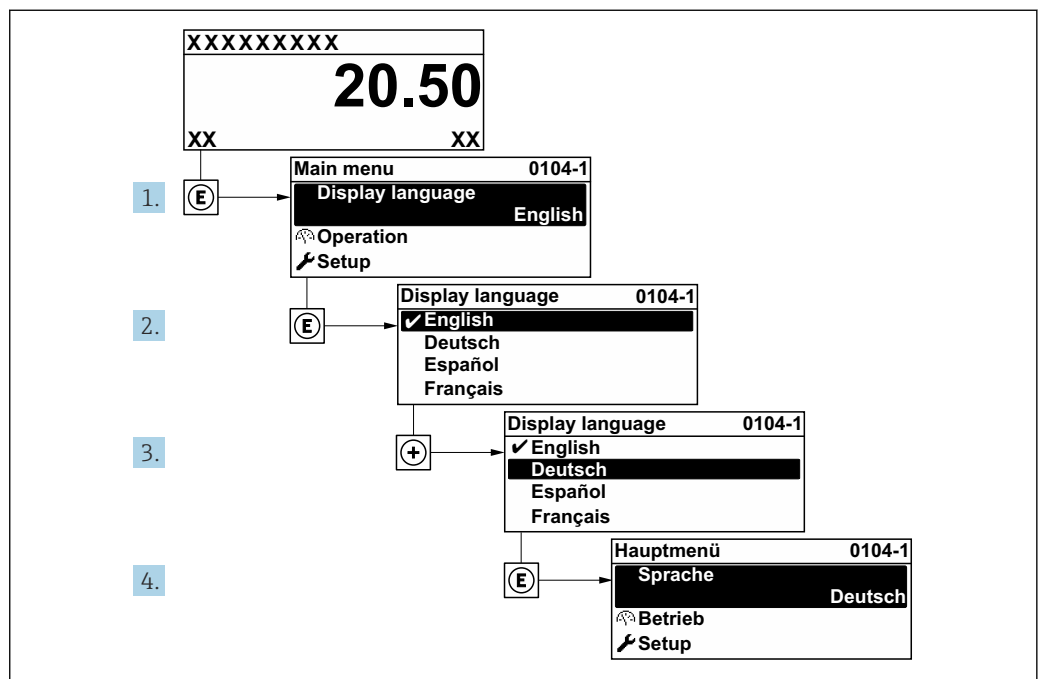 XXXXXXXXX
20.50
XX XX
1. E
Main menu 0104-1
Display language
English
Operation
Setup
2. E
Display language 0104-1
✔English
Deutsch
Español
Français
3. +
Display language 0104-1
✔English
Deutsch
Español
Français
4. E
Hauptmenü 0104-1
Sprache
Deutsch
Betrieb
Setup